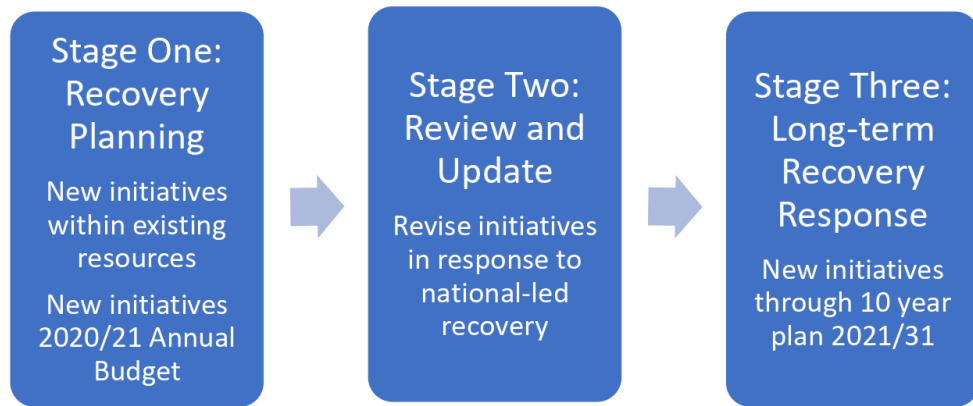 Stage One:
Recovery
Planning
New initiatives
within existing
resources
New initiatives
2020/21 Annual
Budget
Stage Two:
Review and
Update
Revise initiatives
in response to
national-led
recovery
Stage Three:
Long-term
Recovery
Response
New initiatives
through 10 year
plan 2021/31